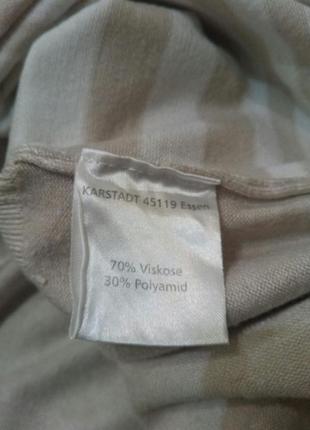 KARSTADT 45119 Essen
70% Viskose
30% Polyamid